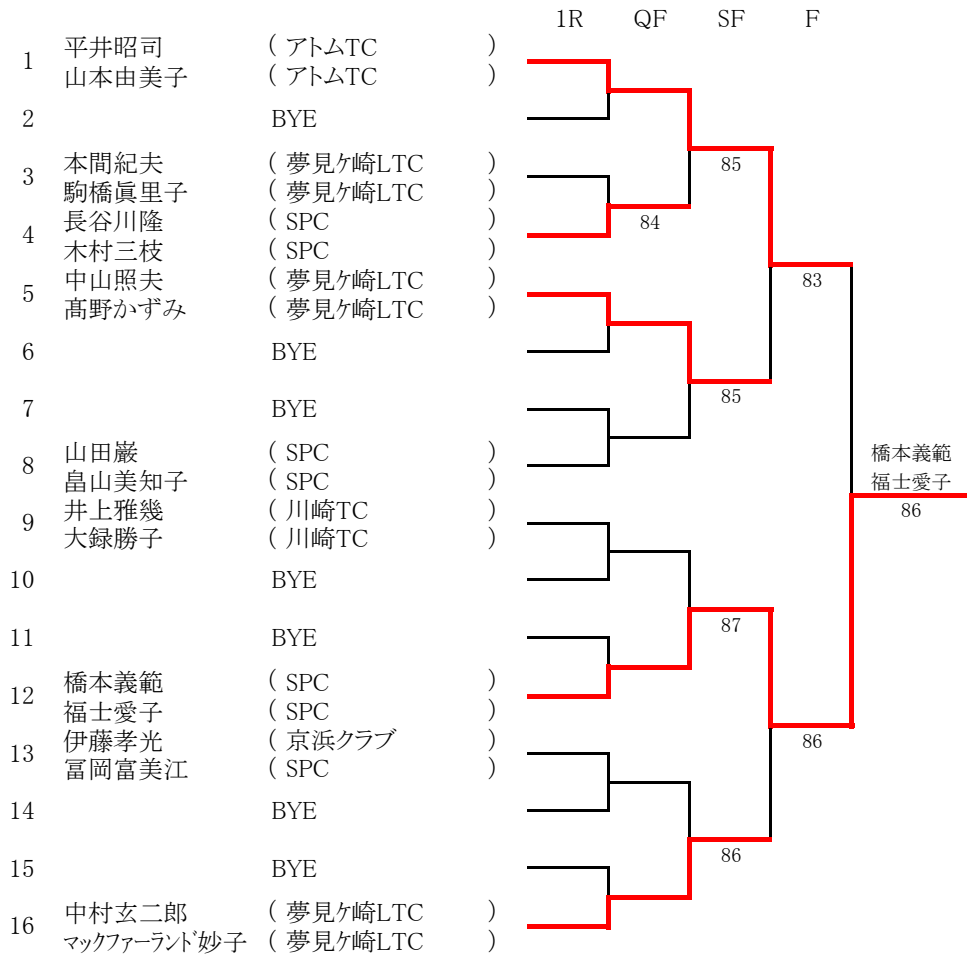 1R QF SF F
1 平井昭司 ( アトムTC )
山本由美子 ( アトムTC )
2 BYE
3 本間紀夫 ( 夢見ケ崎LTC )
駒橋眞里子 ( 夢見ケ崎LTC )
85
4 長谷川隆 ( SPC )
木村三枝 ( SPC )
84
5 中山照夫 ( 夢見ケ崎LTC )
髙野かずみ ( 夢見ケ崎LTC )
83
6 BYE
85
7 BYE
8 山田巌 ( SPC )
畠山美知子 ( SPC )
橋本義範
福士愛子
86
9 井上雅幾 ( 川崎TC )
大録勝子 ( 川崎TC )
10 BYE
11 BYE
87
12 橋本義範 ( SPC )
福士愛子 ( SPC )
13 伊藤孝光 ( 京浜クラブ )
冨岡富美江 ( SPC )
86
14 BYE
15 BYE
86
16 中村玄二郎 ( 夢見ケ崎LTC )
マックファーランド妙子 ( 夢見ケ崎LTC )